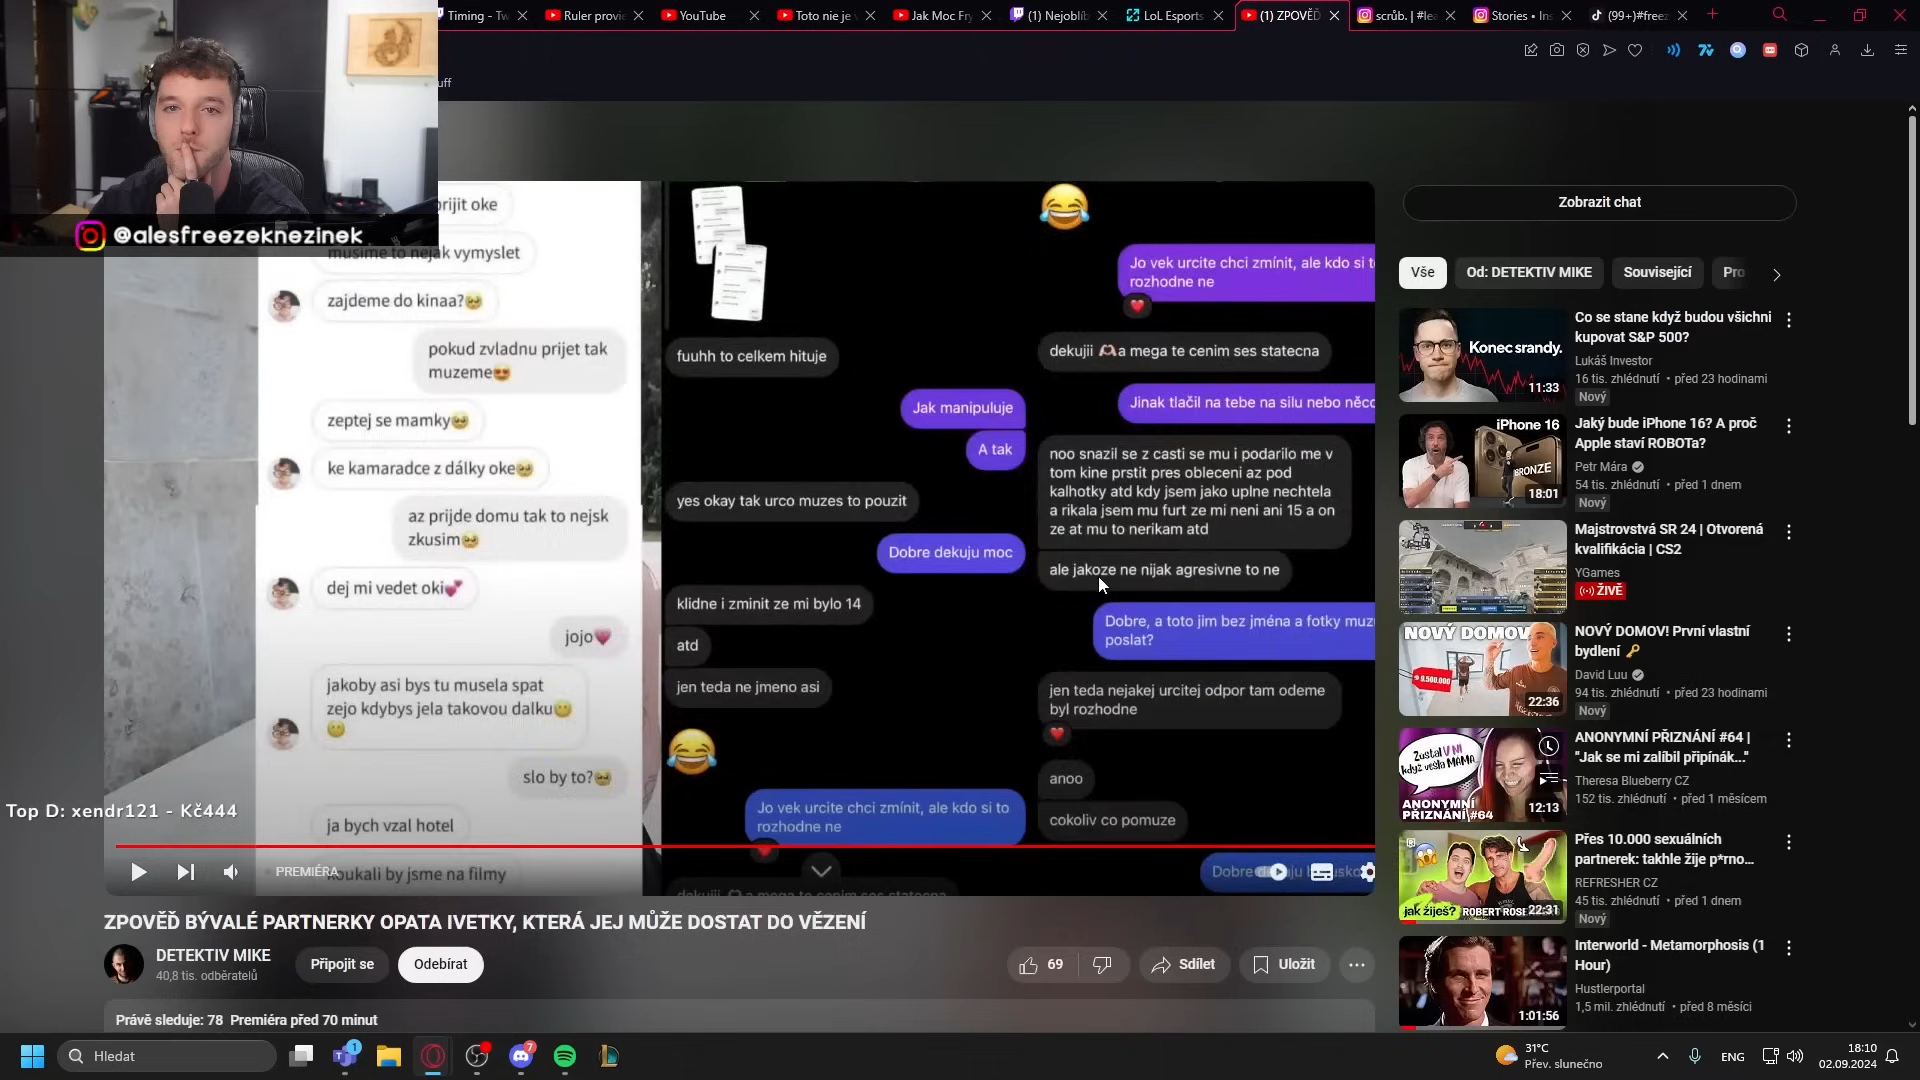 Timing - Tw
Ruler provi
YouTube
Toto nie je v
Jak Moc Fr
(1) Nejoblíb
LoL Esports
(1) ZPOVĚĎ
scrüb. | #lea
Stories • Ins
(99+)#freez
uff
@alesfreezeknezinek
prijit oke
musime to nejak vymyslet
zajdeme do kinaa?🥹
pokud zvladnu prijet tak
muzeme😍
zeptej se mamky🥹
ke kamaradce z dálky oke🥹
az prijde domu tak to nejsk
zkusim🥹
dej mi vedet oki💕
jojo💗
jakoby asi bys tu musela spat
zejo kdybys jela takovou dalku🙂
slo by to?🥹
ja bych vzal hotel
koukali by jsme na filmy
fuuhh to celkem hituje
Jak manipuluje
A tak
yes okay tak urco muzes to pouzit
Dobre dekuju moc
klidne i zminit ze mi bylo 14
atd
jen teda ne jmeno asi
😂
Jo vek urcite chci zmínit, ale kdo si to
rozhodne ne
dekujii 🫶🏼a mega te cenim ses statecna
😂
Jo vek urcite chci zmínit, ale kdo si t
rozhodne ne
dekujii 🫶🏼a mega te cenim ses statecna
Jinak tlačil na tebe na silu nebo něco
noo snazil se z casti se mu i podarilo me v
tom kine prstit pres obleceni az pod
kalhotky atd kdy jsem jako uplne nechtela
a rikala jsem mu furt ze mi neni ani 15 a on
ze at mu to nerikam atd
ale jakoze ne nijak agresivne to ne
Dobre, a toto jim bez jména a fotky muz
poslat?
jen teda nejakej urcitej odpor tam odeme
byl rozhodne
anoo
cokoliv co pomuze
Dobre
Top D: xendr121 - Kč444
PREMIÉRA
ZPOVĚĎ BÝVALÉ PARTNERKY OPATA IVETKY, KTERÁ JEJ MŮŽE DOSTAT DO VĚZENÍ
DETEKTIV MIKE
40,8 tis. odběratelů
Připojit se
Odebírat
69
Sdílet
Uložit
Právě sleduje: 78 Premiéra před 70 minut
Zobrazit chat
Vše
Od: DETEKTIV MIKE
Související
Pro
Konec srandy.
11:33
Co se stane když budou všichni
kupovat S&P 500?
Lukáš Investor
16 tis. zhlédnutí • před 23 hodinami
Nový
iPhone 16
BRONZE
18:01
Jaký bude iPhone 16? A proč
Apple staví ROBOTa?
Petr Mára
54 tis. zhlédnutí • před 1 dnem
Nový
Majstrovstvá SR 24 | Otvorená
kvalifikácia | CS2
YGames
ŽIVĚ
NOVÝ DOMOV
9.500.000
22:36
NOVÝ DOMOV! První vlastní
bydlení 🔑
David Luu
94 tis. zhlédnutí • před 23 hodinami
Nový
Zůstal V NÍ
když vešla MÁMA
ANONYMNÍ
PŘIZNÁNÍ #64
12:13
ANONYMNÍ PŘIZNÁNÍ #64 |
"Jak se mi zalíbil připínák..."
Theresa Blueberry CZ
152 tis. zhlédnutí • před 1 měsícem
jak žiješ?
ROBERT ROS
22:31
Přes 10.000 sexuálních
partnerek: takhle žije p*rno...
REFRESHER CZ
45 tis. zhlédnutí • před 1 dnem
Nový
1:01:56
Interworld - Metamorphosis (1
Hour)
Hustlerportal
1,5 mil. zhlédnutí • před 8 měsíci
Hledat
1
7
31°C
Přev. slunečno
ENG
18:10
02.09.2024